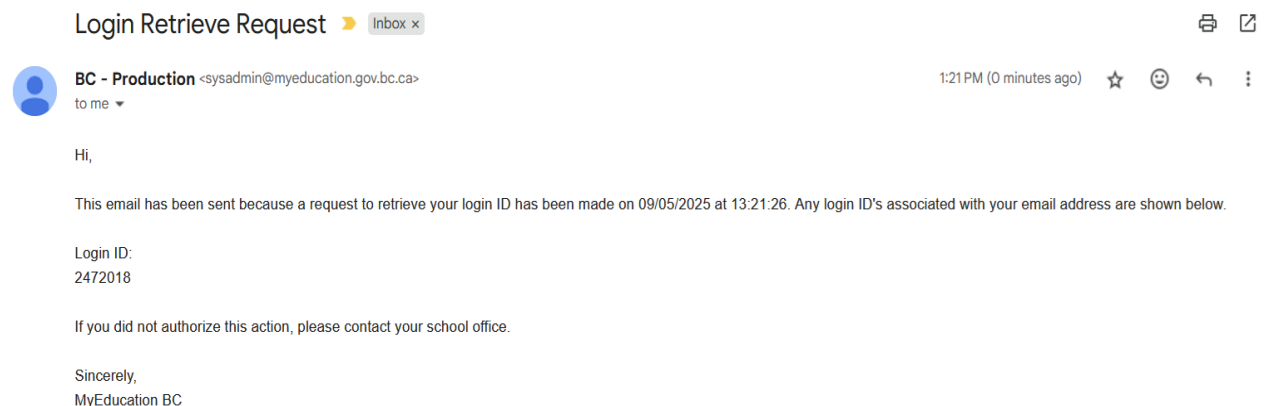 Login Retrieve Request Inbox ×
BC - Production <sysadmin@myeducation.gov.bc.ca> 1:21 PM (0 minutes ago)
to me
Hi,
This email has been sent because a request to retrieve your login ID has been made on 09/05/2025 at 13:21:26. Any login ID's associated with your email address are shown below.
Login ID:
2472018
If you did not authorize this action, please contact your school office.
Sincerely,
MyEducation BC